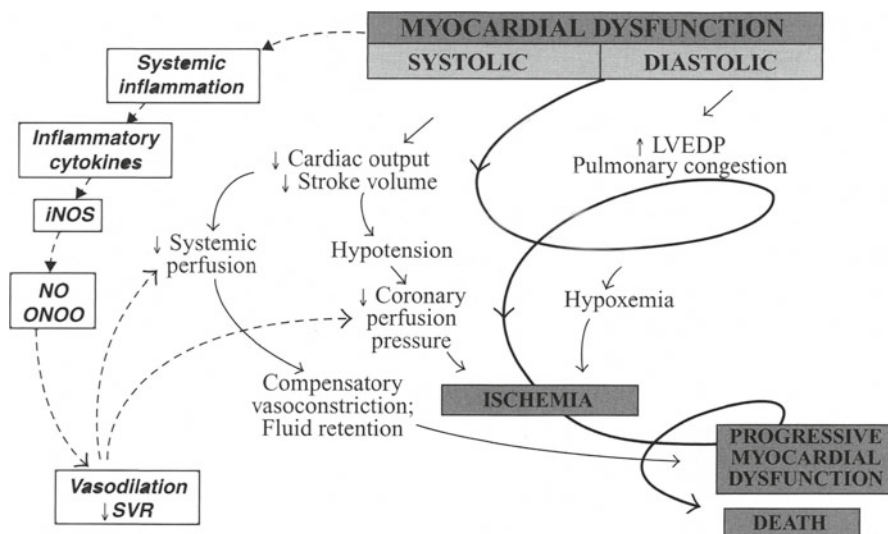 MYOCARDIAL DYSFUNCTION
SYSTOLIC
DIASTOLIC
Systemic
inflammation
Inflammatory
cytokines
iNOS
NO
ONOO
Vasodilation
↓ SVR
↓ Cardiac output
↓ Stroke volume
↓ Systemic
perfusion
Hypotension
↓ Coronary
perfusion
pressure
Compensatory
vasoconstriction;
Fluid retention
↑ LVEDP
Pulmonary congestion
Hypoxemia
ISCHEMIA
PROGRESSIVE
MYOCARDIAL
DYSFUNCTION
DEATH